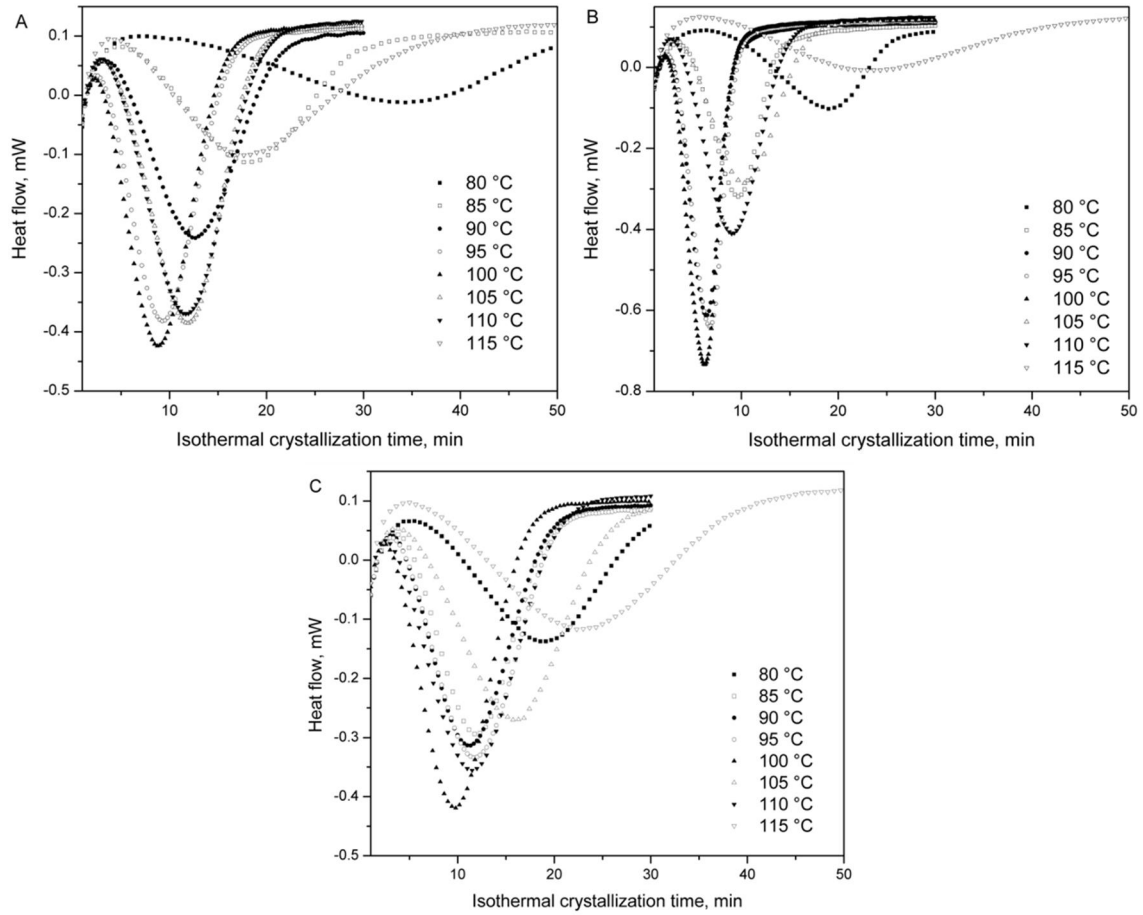 A
0.1
0.0
-0.1
-0.2
-0.3
-0.4
-0.5
Heat flow, mW
80 °C
85 °C
90 °C
95 °C
100 °C
105 °C
110 °C
115 °C
10 20 30 40 50
Isothermal crystallization time, min
B
0.0
-0.2
-0.4
-0.6
-0.8
Heat flow, mW
80 °C
85 °C
90 °C
95 °C
100 °C
105 °C
110 °C
115 °C
10 20 30 40 50
Isothermal crystallization time, min
C
0.1
0.0
-0.1
-0.2
-0.3
-0.4
-0.5
Heat flow, mW
80 °C
85 °C
90 °C
95 °C
100 °C
105 °C
110 °C
115 °C
10 20 30 40 50
Isothermal crystallization time, min